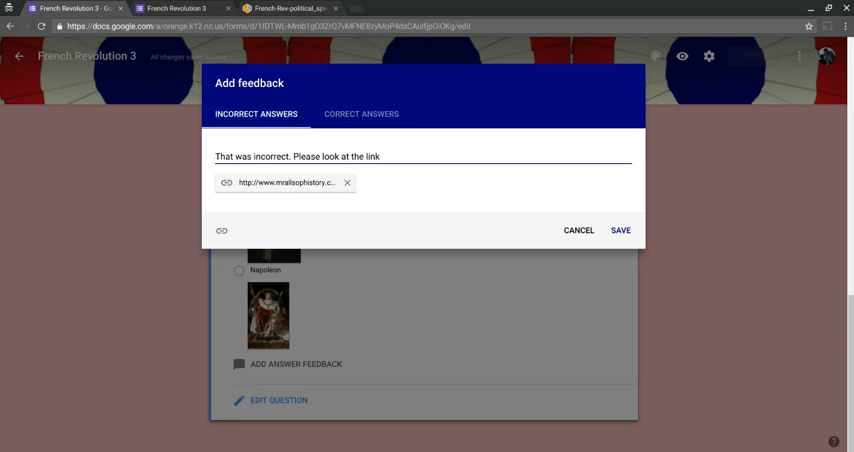 French Revolution 3 - Go
French Revolution 3
French-Rev-political_spe
https://docs.google.com/a/orange.k12.nc.us/forms/d/1fDTWL-Mmb1g03ZrQ7vMFNE8zyMoP4dsCAulfjpOi0Kg/edit
French Revolution 3
All changes saved in Drive
Add feedback
INCORRECT ANSWERS
CORRECT ANSWERS
That was incorrect. Please look at the link
http://www.mrallsophistory.c...
CANCEL
SAVE
Napoleon
ADD ANSWER FEEDBACK
EDIT QUESTION